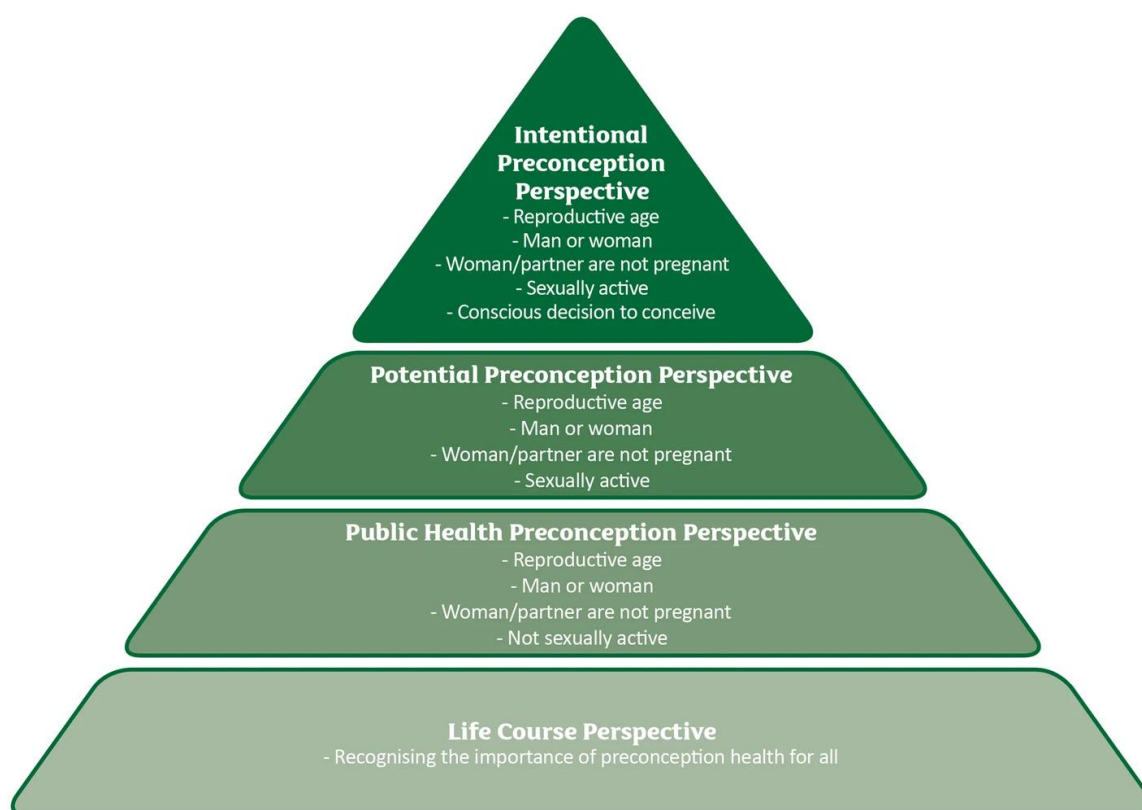 Intentional
Preconception
Perspective
- Reproductive age
- Man or woman
- Woman/partner are not pregnant
- Sexually active
- Conscious decision to conceive
Potential Preconception Perspective
- Reproductive age
- Man or woman
- Woman/partner are not pregnant
- Sexually active
Public Health Preconception Perspective
- Reproductive age
- Man or woman
- Woman/partner are not pregnant
- Not sexually active
Life Course Perspective
- Recognising the importance of preconception health for all